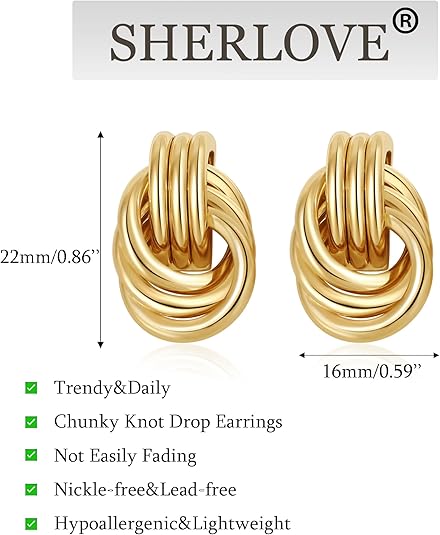 SHERLOVE®
22mm/0.86’’
16mm/0.59’’
Trendy&Daily
Chunky Knot Drop Earrings
Not Easily Fading
Nickle-free&Lead-free
Hypoallergenic&Lightweight